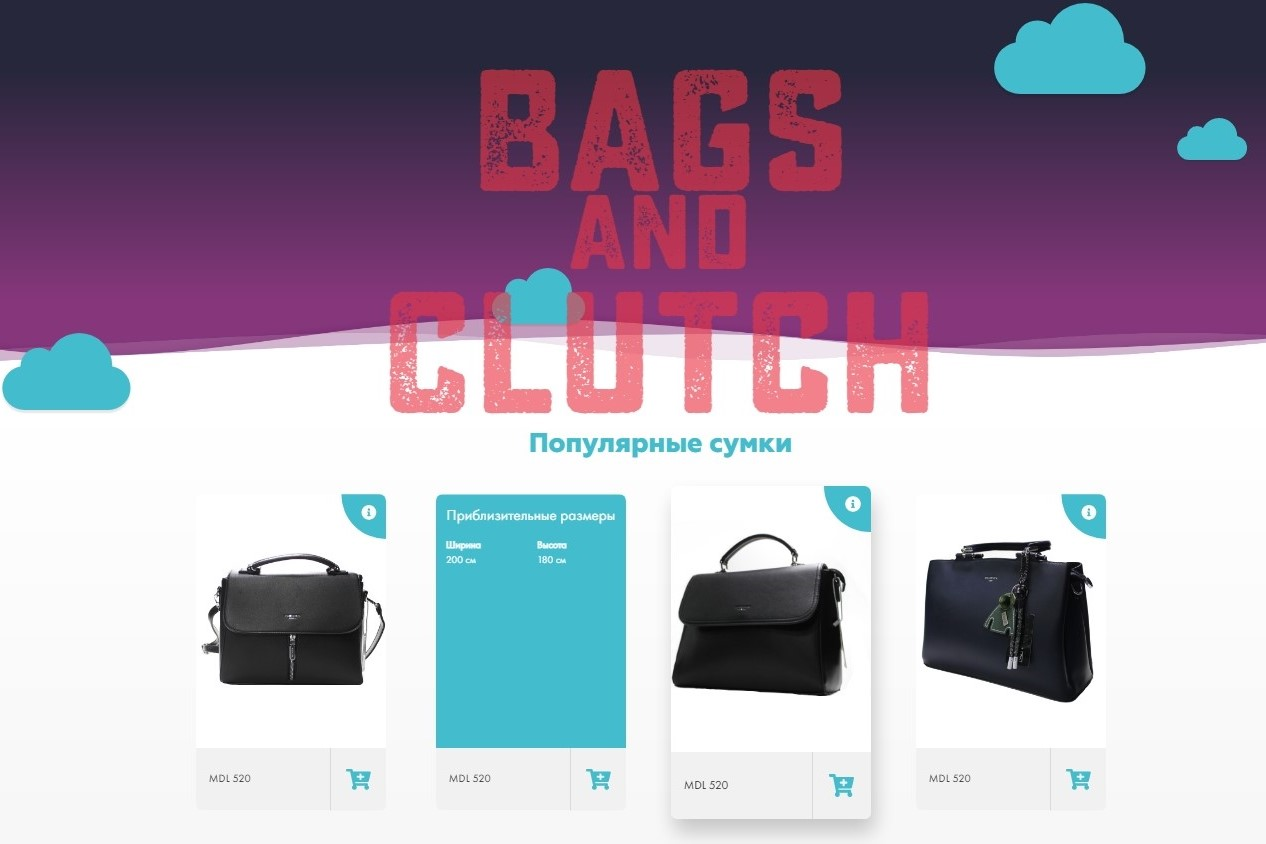 BAGS
AND
CLUTCH
Популярные сумки
Приблизительные размеры
Ширина Высота
200 см 180 см
MDL 520 MDL 520 MDL 520 MDL 520